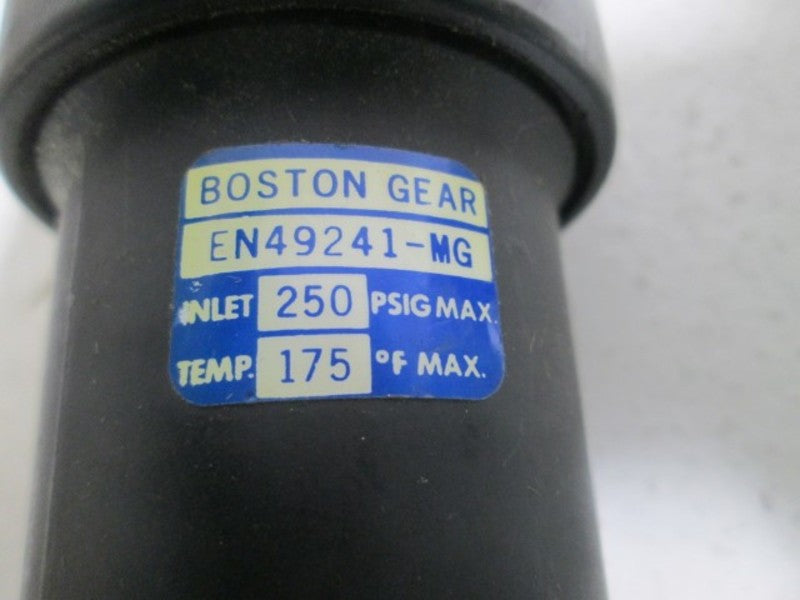 BOSTON GEAR
EN49241-MG
INLET 250 PSIG MAX.
TEMP. 175 °F MAX.